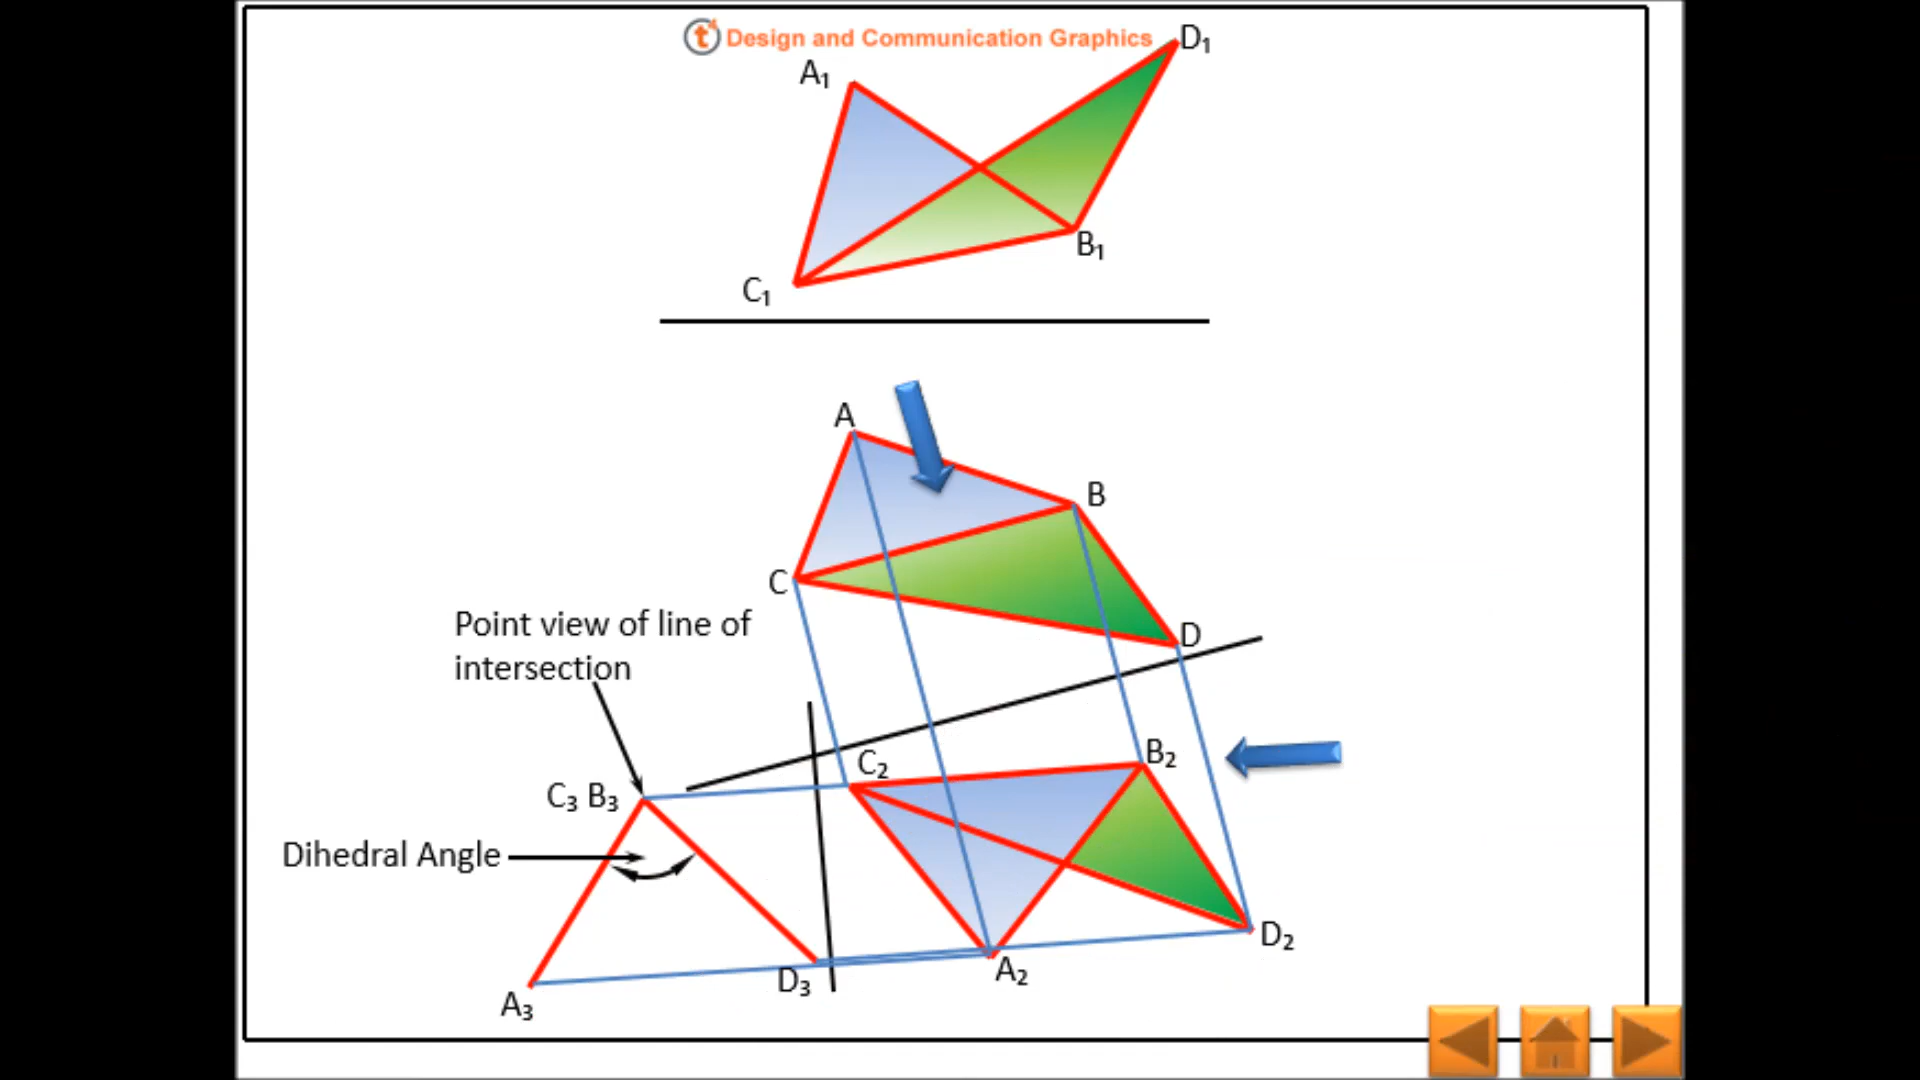 t4 Design and Communication Graphics
D₁
A₁
B₁
C₁
A
B
C
D
Point view of line of
intersection
C₂
B₂
C₃ B₃
Dihedral Angle
D₂
D₃
A₂
A₃